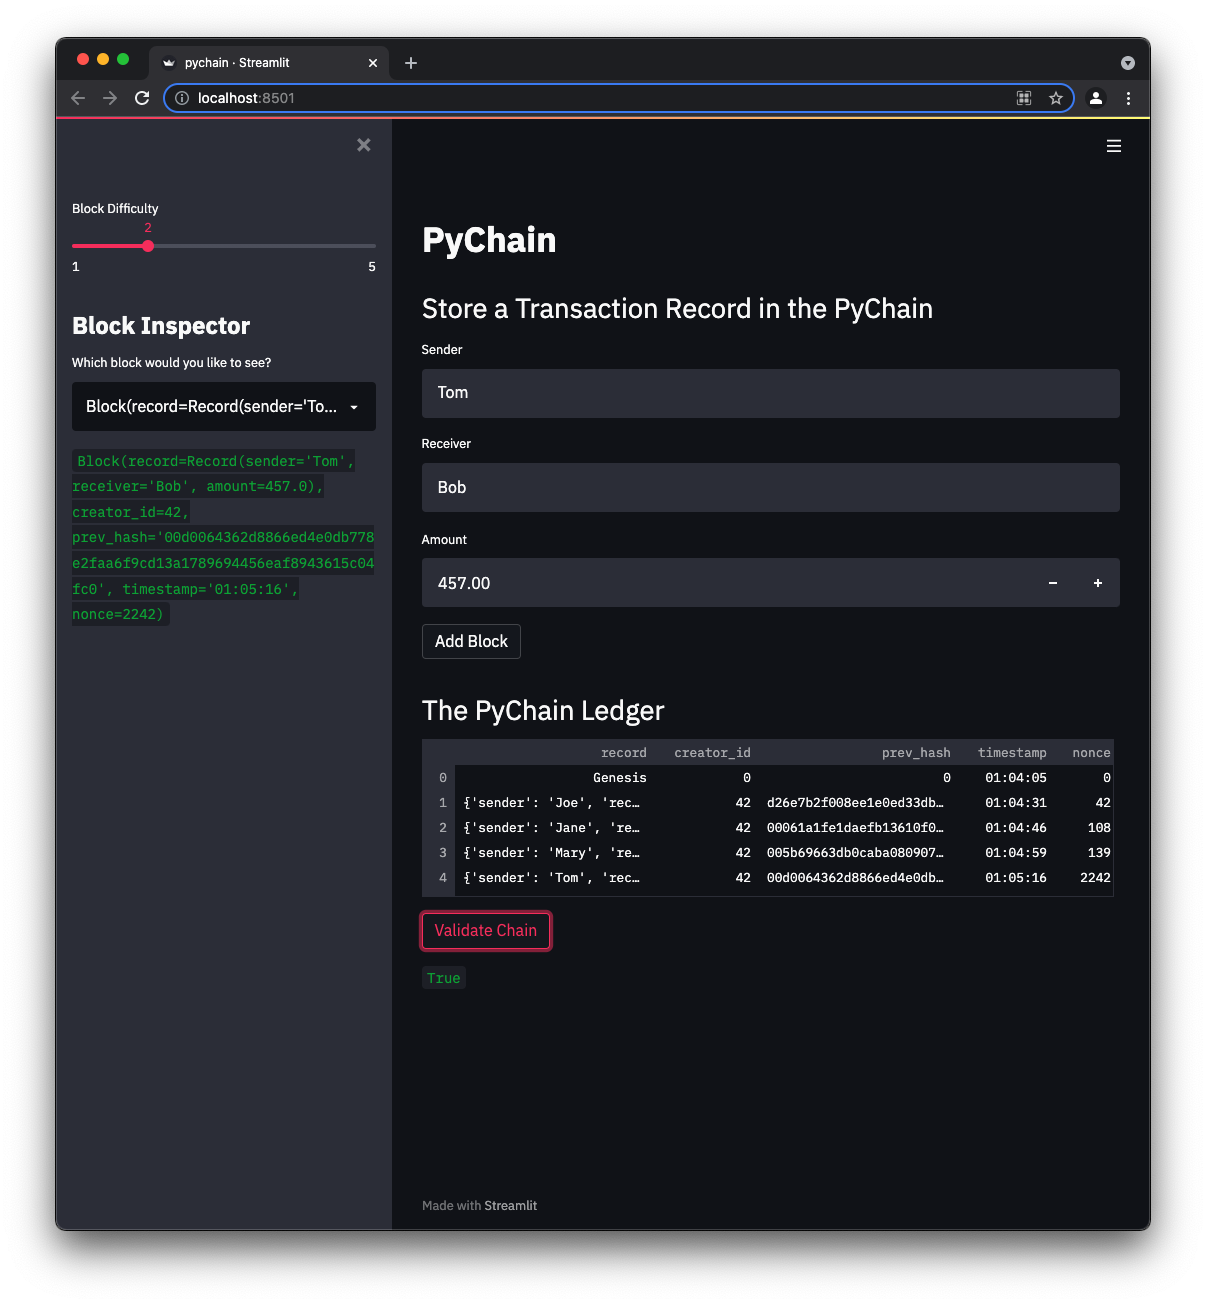 pychain · Streamlit
localhost:8501
Block Difficulty
2
1 5
Block Inspector
Which block would you like to see?
Block(record=Record(sender='To...
Block(record=Record(sender='Tom',
receiver='Bob', amount=457.0),
creator_id=42,
prev_hash='00d0064362d8866ed4e0db778
e2faa6f9cd13a1789694456eaf8943615c04
fc0', timestamp='01:05:16',
nonce=2242)
PyChain
Store a Transaction Record in the PyChain
Sender
Tom
Receiver
Bob
Amount
457.00 − +
Add Block
The PyChain Ledger
record creator_id prev_hash timestamp nonce
0 Genesis 0 0 01:04:05 0
1 {'sender': 'Joe', 'rec… 42 d26e7b2f008ee1e0ed33db… 01:04:31 42
2 {'sender': 'Jane', 're… 42 00061a1fe1daefb13610f0… 01:04:46 108
3 {'sender': 'Mary', 're… 42 005b69663db0caba080907… 01:04:59 139
4 {'sender': 'Tom', 'rec… 42 00d0064362d8866ed4e0db… 01:05:16 2242
Validate Chain
True
Made with Streamlit